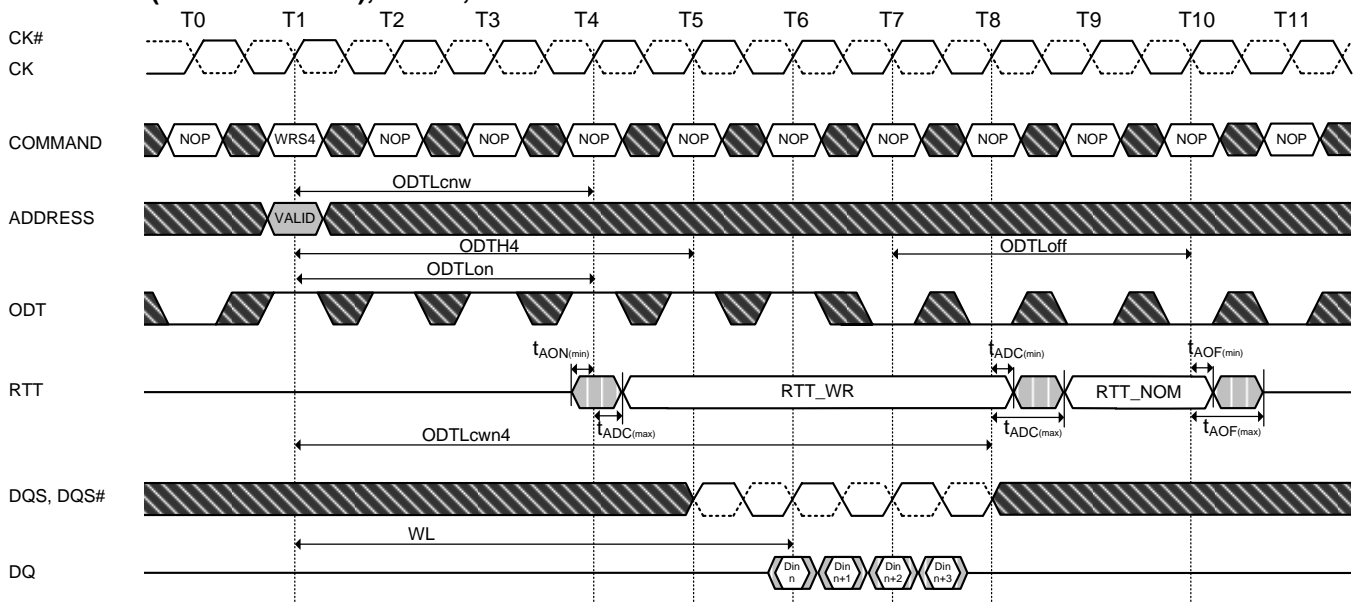 T0 T1 T2 T3 T4 T5 T6 T7 T8 T9 T10 T11
CK#
CK
COMMAND NOP WRS4 NOP NOP NOP NOP NOP NOP NOP NOP NOP NOP
ODTLcnw
ADDRESS VALID
ODTH4 ODTLoff
ODTLon
ODT
tAON(min) tADC(min) tAOF(min)
RTT RTT_WR RTT_NOM
tADC(max) tADC(max) tAOF(max)
ODTLcwn4
DQS, DQS#
WL
DQ Din n Din n+1 Din n+2 Din n+3